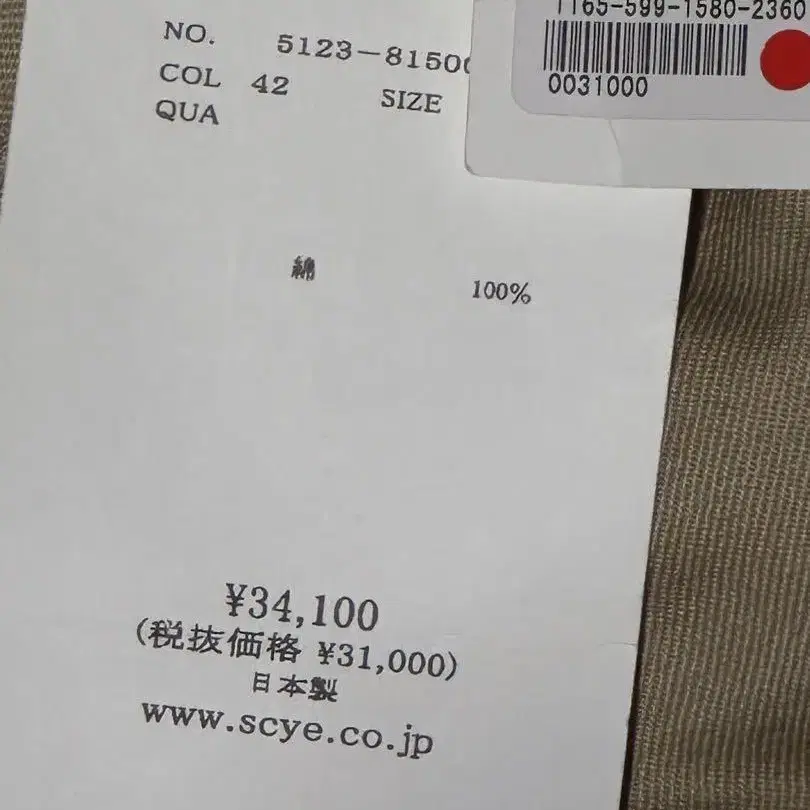 NO. 5123-8150
COL 42 SIZE
QUA
1165-599-1580-2360
0031000
綿 100%
¥34,100
(税抜価格 ¥31,000)
日本製
www.scye.co.jp